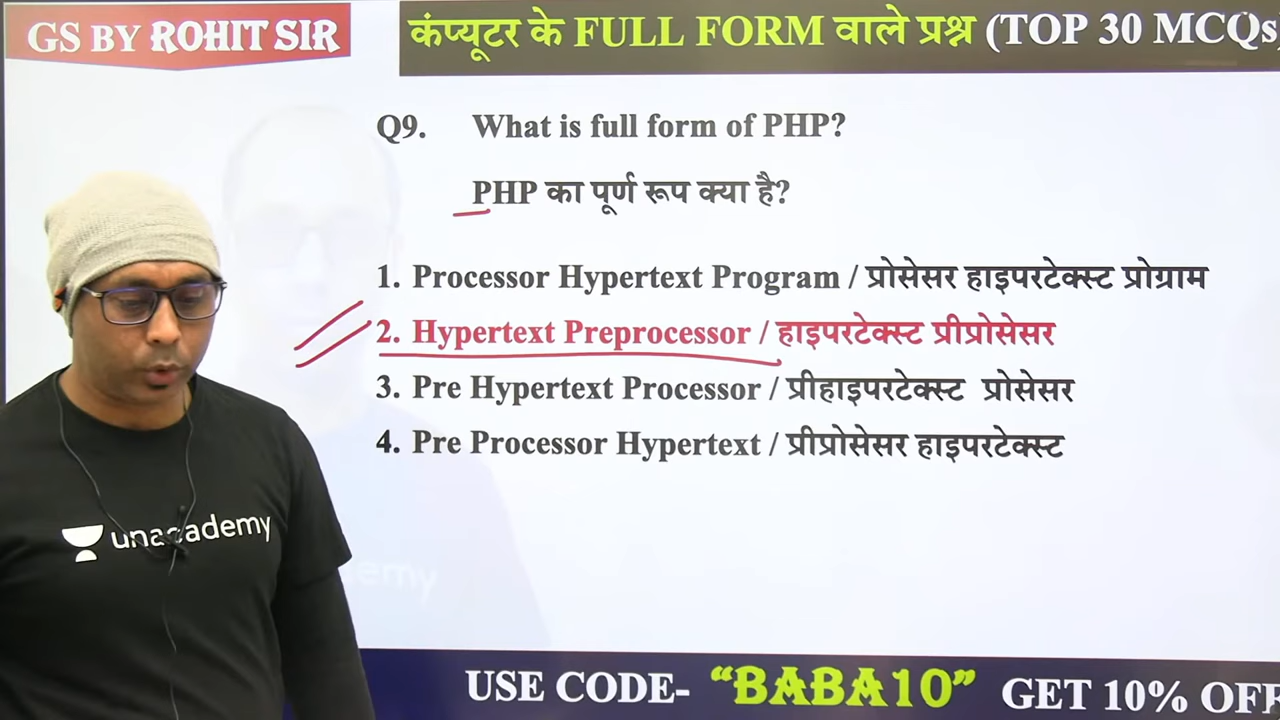 GS BY ROHIT SIR
कंप्यूटर के FULL FORM वाले प्रश्न (TOP 30 MCQs)
Q9. What is full form of PHP?
PHP का पूर्ण रूप क्या है?
1. Processor Hypertext Program / प्रोसेसर हाइपरटेक्स्ट प्रोग्राम
2. Hypertext Preprocessor / हाइपरटेक्स्ट प्रीप्रोसेसर
3. Pre Hypertext Processor / प्रीहाइपरटेक्स्ट प्रोसेसर
4. Pre Processor Hypertext / प्रीप्रोसेसर हाइपरटेक्स्ट
unacademy
emy
USE CODE- "BABA10" GET 10% OFF